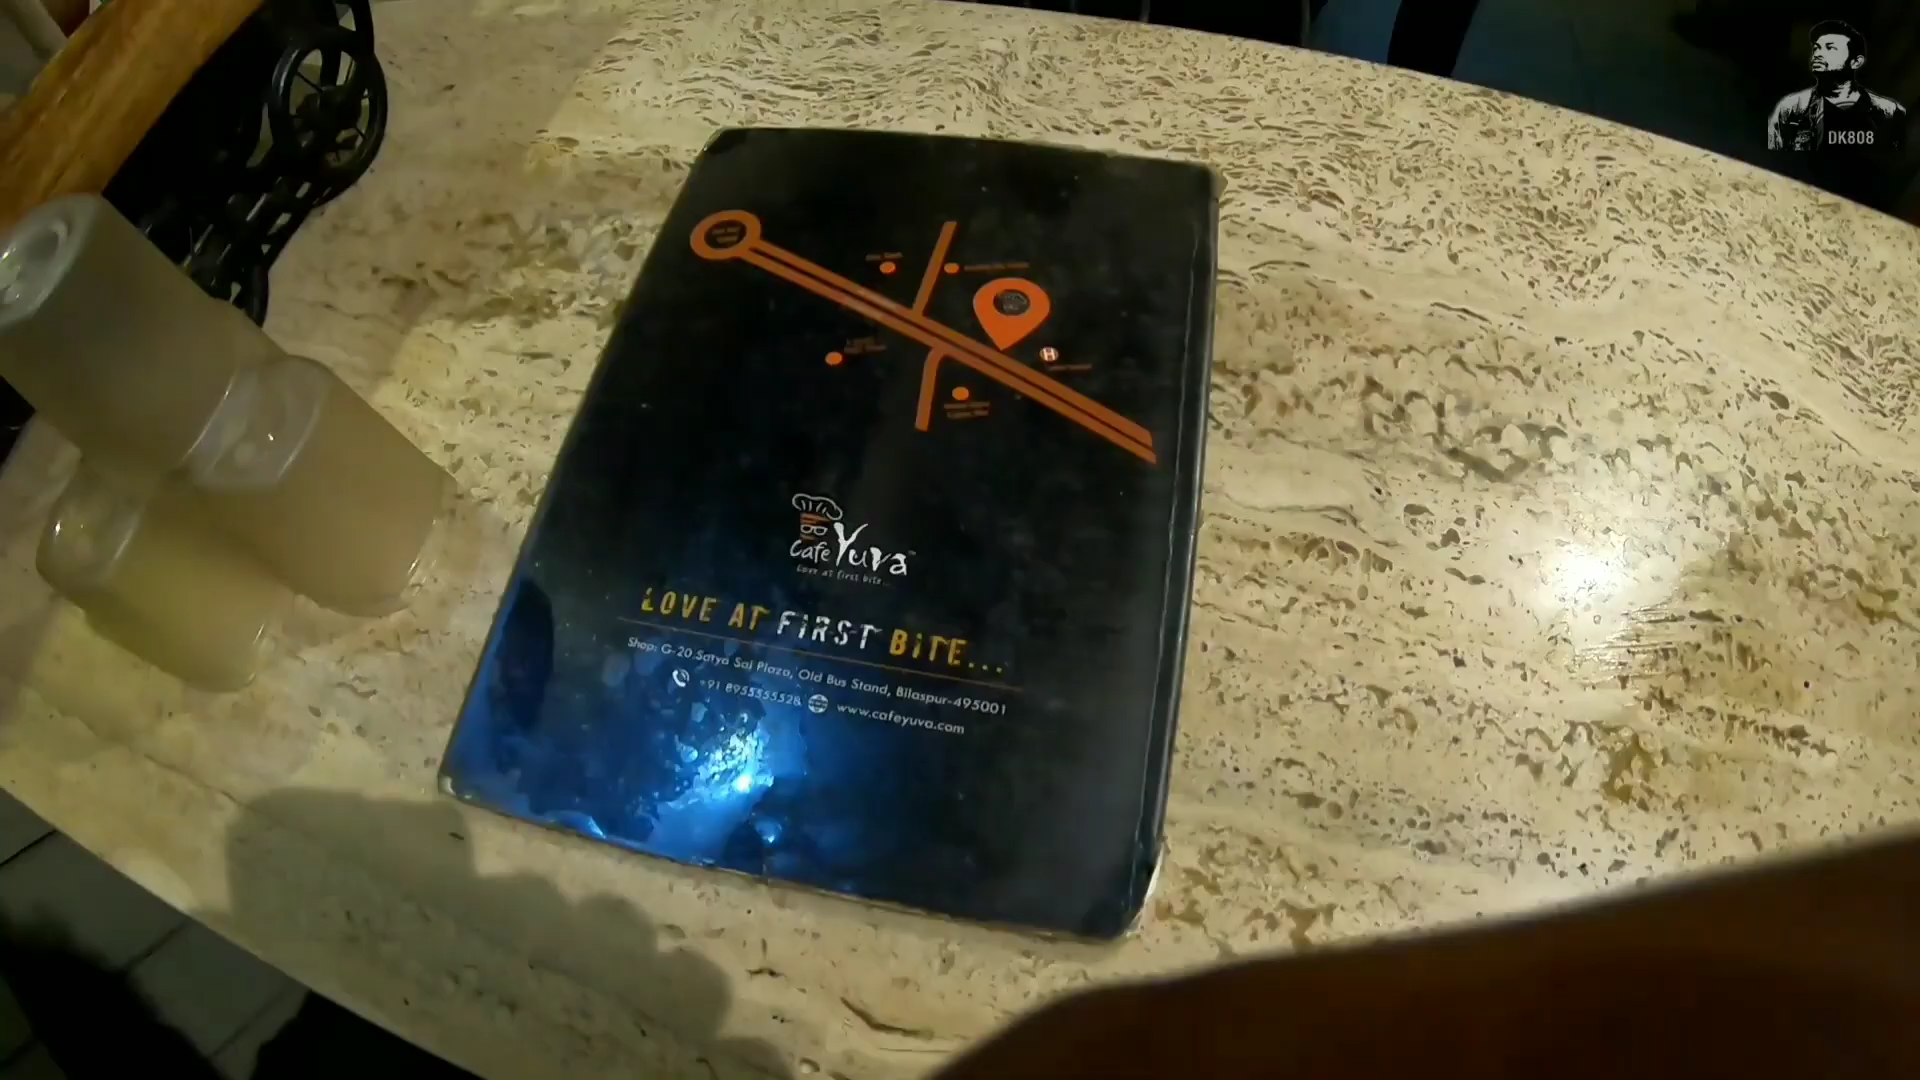 DK808
Cafe Yuva
Love at first bite...
LOVE AT FIRST BITE...
Shop: G-20 Satya Sai Plaza, Old Bus Stand, Bilaspur-495001
+91 8955555528 www.cafeyuva.com
H